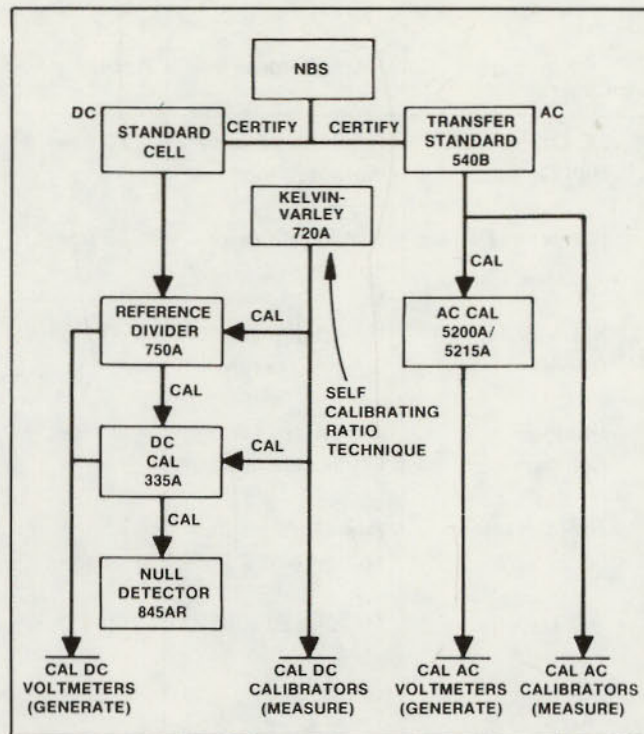 NBS
DC
STANDARD
CELL
CERTIFY
CERTIFY
TRANSFER
STANDARD
540B
AC
KELVIN-
VARLEY
720A
CAL
REFERENCE
DIVIDER
750A
CAL
AC CAL
5200A/
5215A
CAL
SELF
CALIBRATING
RATIO
TECHNIQUE
DC
CAL
335A
CAL
CAL
NULL
DETECTOR
845AR
CAL DC
VOLTMETERS
(GENERATE)
CAL DC
CALIBRATORS
(MEASURE)
CAL AC
VOLTMETERS
(GENERATE)
CAL AC
CALIBRATORS
(MEASURE)